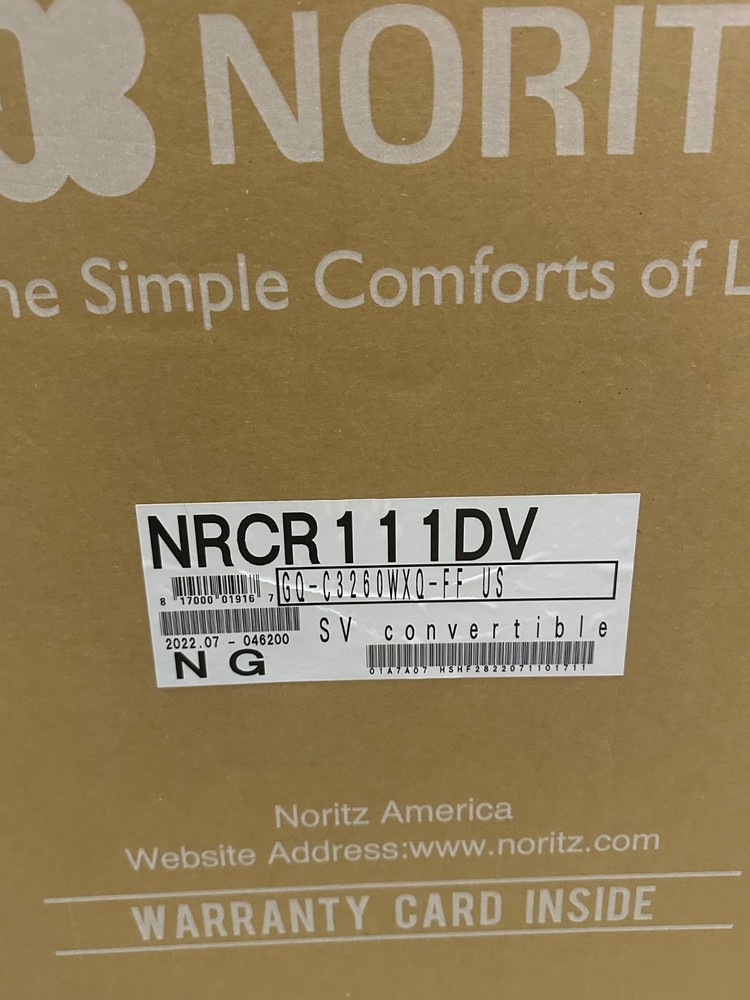 NORIT
he Simple Comforts of L
NRCR111DV
GQ-C3260WXQ-FF US
8 17000 01916 7
SV convertible
2022.07 - 046200
NG
01A7A07 HSHF2822071101711
Noritz America
Website Address:www.noritz.com
WARRANTY CARD INSIDE